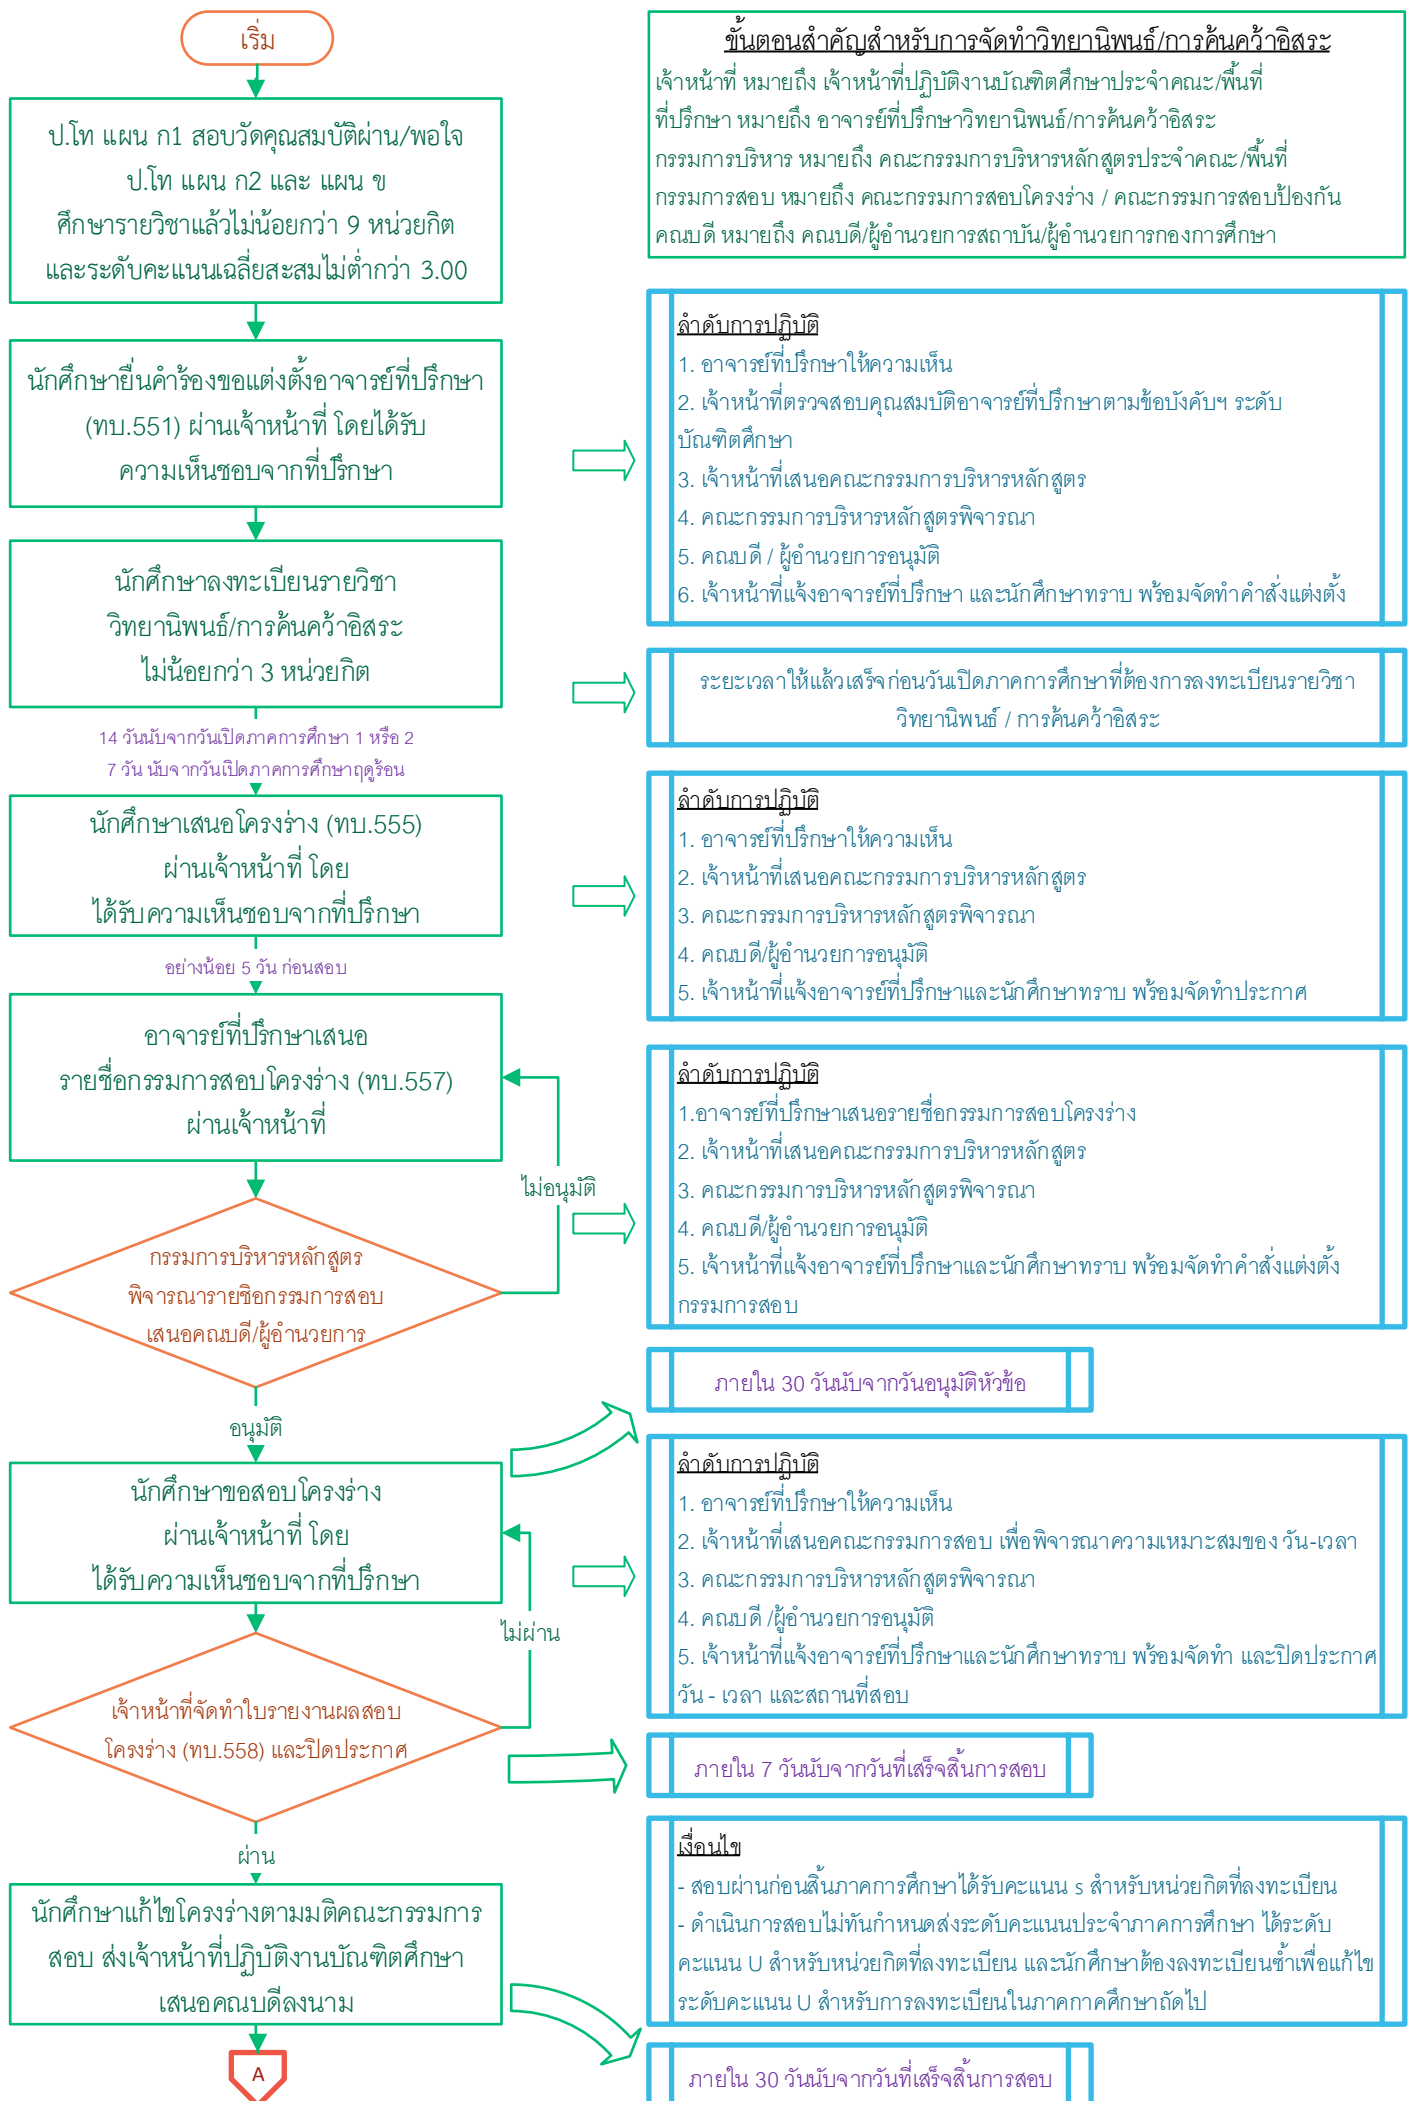 เริ่ม
ป.โท แผน ก1 สอบวัดคุณสมบัติผ่าน/พอใจ
ป.โท แผน ก2 และ แผน ข
ศึกษารายวิชาแล้วไม่น้อยกว่า 9 หน่วยกิต
และระดับคะแนนเฉลี่ยสะสมไม่ต่ำกว่า 3.00
นักศึกษายื่นคำร้องขอแต่งตั้งอาจารย์ที่ปรึกษา
(ทบ.551) ผ่านเจ้าหน้าที่ โดยได้รับ
ความเห็นชอบจากที่ปรึกษา
นักศึกษาลงทะเบียนรายวิชา
วิทยานิพนธ์/การค้นคว้าอิสระ
ไม่น้อยกว่า 3 หน่วยกิต
14 วันนับจากวันเปิดภาคการศึกษา 1 หรือ 2
7 วัน นับจากวันเปิดภาคการศึกษาฤดูร้อน
นักศึกษาเสนอโครงร่าง (ทบ.555)
ผ่านเจ้าหน้าที่ โดย
ได้รับความเห็นชอบจากที่ปรึกษา
อย่างน้อย 5 วัน ก่อนสอบ
อาจารย์ที่ปรึกษาเสนอ
รายชื่อกรรมการสอบโครงร่าง (ทบ.557)
ผ่านเจ้าหน้าที่
ไม่อนุมัติ
กรรมการบริหารหลักสูตร
พิจารณารายชื่อกรรมการสอบ
เสนอคณบดี/ผู้อำนวยการ
อนุมัติ
นักศึกษาขอสอบโครงร่าง
ผ่านเจ้าหน้าที่ โดย
ได้รับความเห็นชอบจากที่ปรึกษา
ไม่ผ่าน
เจ้าหน้าที่จัดทำใบรายงานผลสอบ
โครงร่าง (ทบ.558) และปิดประกาศ
ผ่าน
นักศึกษาแก้ไขโครงร่างตามมติคณะกรรมการ
สอบ ส่งเจ้าหน้าที่ปฏิบัติงานบัณฑิตศึกษา
เสนอคณบดีลงนาม
A
ขั้นตอนสำคัญสำหรับการจัดทำวิทยานิพนธ์/การค้นคว้าอิสระ
เจ้าหน้าที่ หมายถึง เจ้าหน้าที่ปฏิบัติงานบัณฑิตศึกษาประจำคณะ/พื้นที่
ที่ปรึกษา หมายถึง อาจารย์ที่ปรึกษาวิทยานิพนธ์/การค้นคว้าอิสระ
กรรมการบริหาร หมายถึง คณะกรรมการบริหารหลักสูตรประจำคณะ/พื้นที่
กรรมการสอบ หมายถึง คณะกรรมการสอบโครงร่าง / คณะกรรมการสอบป้องกัน
คณบดี หมายถึง คณบดี/ผู้อำนวยการสถาบัน/ผู้อำนวยการกองการศึกษา
ลำดับการปฏิบัติ
1. อาจารย์ที่ปรึกษาให้ความเห็น
2. เจ้าหน้าที่ตรวจสอบคุณสมบัติอาจารย์ที่ปรึกษาตามข้อบังคับฯ ระดับ
บัณฑิตศึกษา
3. เจ้าหน้าที่เสนอคณะกรรมการบริหารหลักสูตร
4. คณะกรรมการบริหารหลักสูตรพิจารณา
5. คณบดี / ผู้อำนวยการอนุมัติ
6. เจ้าหน้าที่แจ้งอาจารย์ที่ปรึกษา และนักศึกษาทราบ พร้อมจัดทำคำสั่งแต่งตั้ง
ระยะเวลาให้แล้วเสร็จก่อนวันเปิดภาคการศึกษาที่ต้องการลงทะเบียนรายวิชา
วิทยานิพนธ์ / การค้นคว้าอิสระ
ลำดับการปฏิบัติ
1. อาจารย์ที่ปรึกษาให้ความเห็น
2. เจ้าหน้าที่เสนอคณะกรรมการบริหารหลักสูตร
3. คณะกรรมการบริหารหลักสูตรพิจารณา
4. คณบดี/ผู้อำนวยการอนุมัติ
5. เจ้าหน้าที่แจ้งอาจารย์ที่ปรึกษาและนักศึกษาทราบ พร้อมจัดทำประกาศ
ลำดับการปฏิบัติ
1.อาจารย์ที่ปรึกษาเสนอรายชื่อกรรมการสอบโครงร่าง
2. เจ้าหน้าที่เสนอคณะกรรมการบริหารหลักสูตร
3. คณะกรรมการบริหารหลักสูตรพิจารณา
4. คณบดี/ผู้อำนวยการอนุมัติ
5. เจ้าหน้าที่แจ้งอาจารย์ที่ปรึกษาและนักศึกษาทราบ พร้อมจัดทำคำสั่งแต่งตั้ง
กรรมการสอบ
ภายใน 30 วันนับจากวันอนุมัติหัวข้อ
ลำดับการปฏิบัติ
1. อาจารย์ที่ปรึกษาให้ความเห็น
2. เจ้าหน้าที่เสนอคณะกรรมการสอบ เพื่อพิจารณาความเหมาะสมของ วัน-เวลา
3. คณะกรรมการบริหารหลักสูตรพิจารณา
4. คณบดี /ผู้อำนวยการอนุมัติ
5. เจ้าหน้าที่แจ้งอาจารย์ที่ปรึกษาและนักศึกษาทราบ พร้อมจัดทำ และปิดประกาศ
วัน - เวลา และสถานที่สอบ
ภายใน 7 วันนับจากวันที่เสร็จสิ้นการสอบ
เงื่อนไข
- สอบผ่านก่อนสิ้นภาคการศึกษาได้รับคะแนน s สำหรับหน่วยกิตที่ลงทะเบียน
- ดำเนินการสอบไม่ทันกำหนดส่งระดับคะแนนประจำภาคการศึกษา ได้ระดับ
คะแนน U สำหรับหน่วยกิตที่ลงทะเบียน และนักศึกษาต้องลงทะเบียนซ้ำเพื่อแก้ไข
ระดับคะแนน U สำหรับการลงทะเบียนในภาคกาคศึกษาถัดไป
ภายใน 30 วันนับจากวันที่เสร็จสิ้นการสอบ